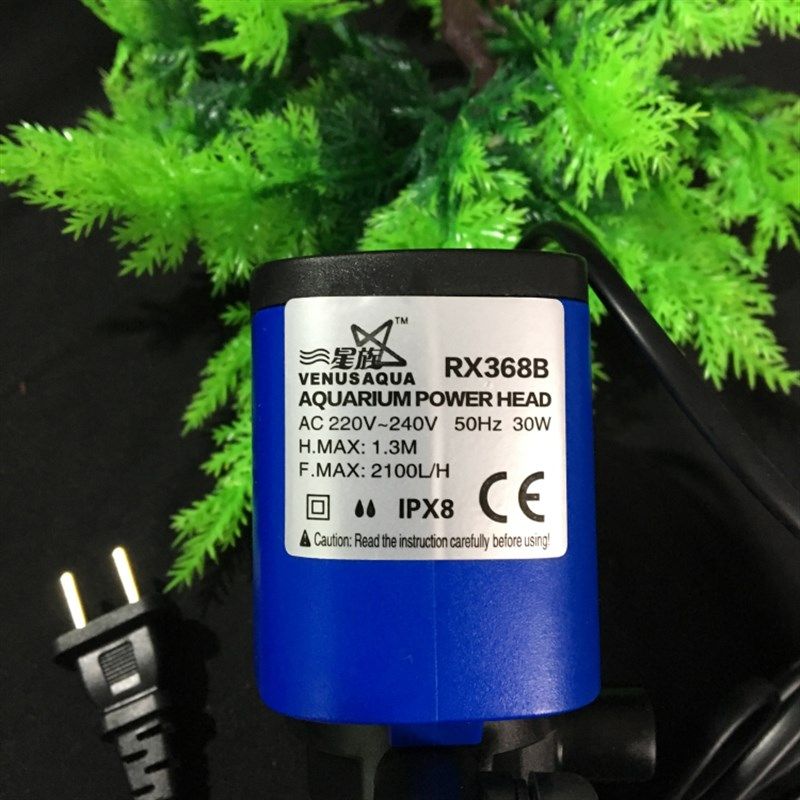 ™
星族
VENUSAQUA RX368B
AQUARIUM POWER HEAD
AC 220V~240V 50Hz 30W
H.MAX: 1.3M
F.MAX: 2100L/H
IPX8 CE
Caution: Read the instruction carefully before using!